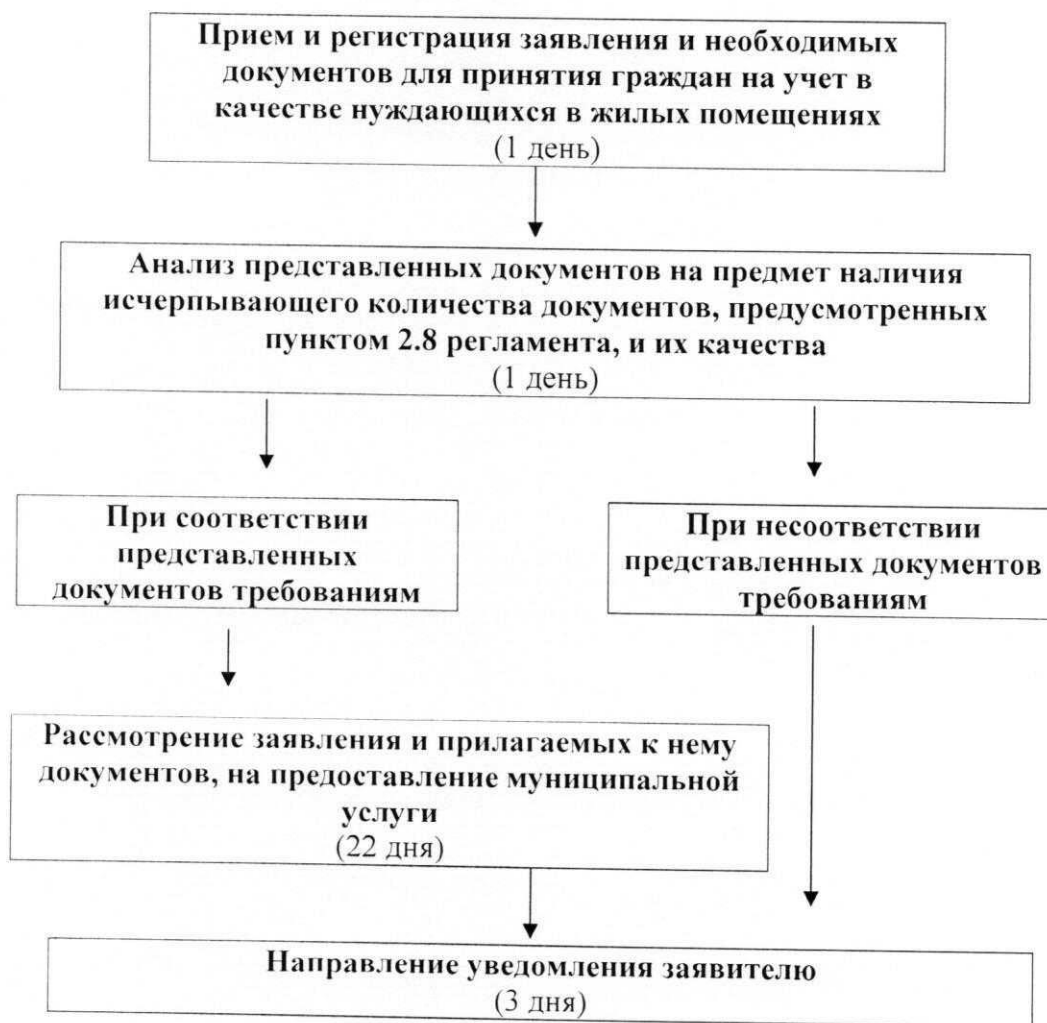 Прием и регистрация заявления и необходимых
документов для принятия граждан на учет в
качестве нуждающихся в жилых помещениях
(1 день)
Анализ представленных документов на предмет наличия
исчерпывающего количества документов, предусмотренных
пунктом 2.8 регламента, и их качества
(1 день)
При соответствии
представленных
документов требованиям
При несоответствии
представленных документов
требованиям
Рассмотрение заявления и прилагаемых к нему
документов, на предоставление муниципальной
услуги
(22 дня)
Направление уведомления заявителю
(3 дня)